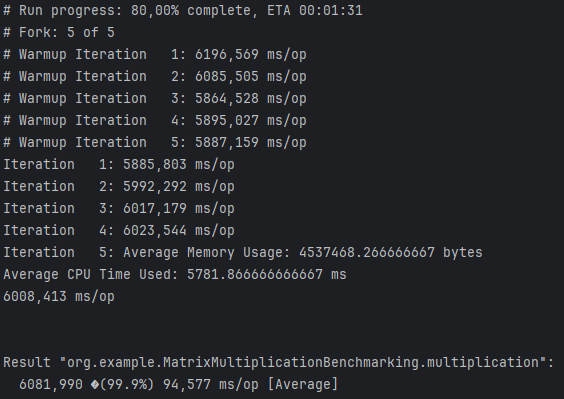 # Run progress: 80,00% complete, ETA 00:01:31
# Fork: 5 of 5
# Warmup Iteration   1: 6196,569 ms/op
# Warmup Iteration   2: 6085,505 ms/op
# Warmup Iteration   3: 5864,528 ms/op
# Warmup Iteration   4: 5895,027 ms/op
# Warmup Iteration   5: 5887,159 ms/op
Iteration   1: 5885,803 ms/op
Iteration   2: 5992,292 ms/op
Iteration   3: 6017,179 ms/op
Iteration   4: 6023,544 ms/op
Iteration   5: Average Memory Usage: 4537468.266666667 bytes
Average CPU Time Used: 5781.866666666667 ms
6008,413 ms/op
Result "org.example.MatrixMultiplicationBenchmarking.multiplication":
  6081,990 �(99.9%) 94,577 ms/op [Average]